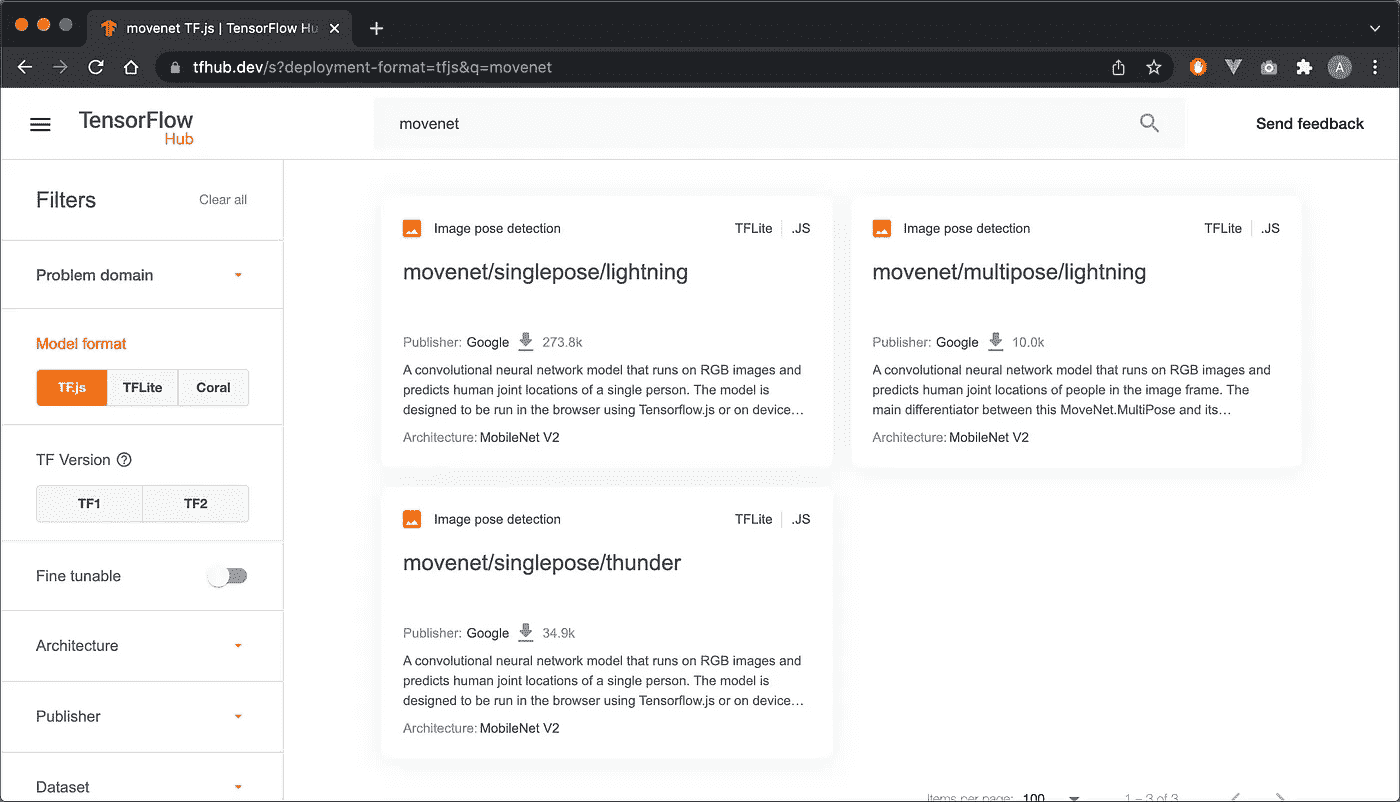 movenet TF.js | TensorFlow Hu
tfhub.dev/s?deployment-format=tfjs&q=movenet
A
TensorFlow
Hub
movenet
Send feedback
Filters
Clear all
Problem domain
Model format
TF.js
TFLite
Coral
TF Version
TF1
TF2
Fine tunable
Architecture
Publisher
Dataset
Image pose detection
TFLite
.JS
movenet/singlepose/lightning
Publisher: Google 273.8k
A convolutional neural network model that runs on RGB images and
predicts human joint locations of a single person. The model is
designed to be run in the browser using Tensorflow.js or on device…
Architecture: MobileNet V2
Image pose detection
TFLite
.JS
movenet/multipose/lightning
Publisher: Google 10.0k
A convolutional neural network model that runs on RGB images and
predicts human joint locations of people in the image frame. The
main differentiator between this MoveNet.MultiPose and its…
Architecture: MobileNet V2
Image pose detection
TFLite
.JS
movenet/singlepose/thunder
Publisher: Google 34.9k
A convolutional neural network model that runs on RGB images and
predicts human joint locations of a single person. The model is
designed to be run in the browser using Tensorflow.js or on device…
Architecture: MobileNet V2
Items per page: 100
1 – 3 of 3